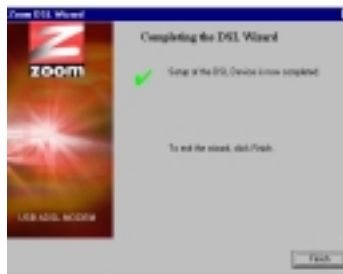 Zoom DSL Wizard
Completing the DSL Wizard
ZOOM
Setup of the DSL Device is now completed.
To exit the wizard, click Finish.
USB ADSL MODEM
Finish